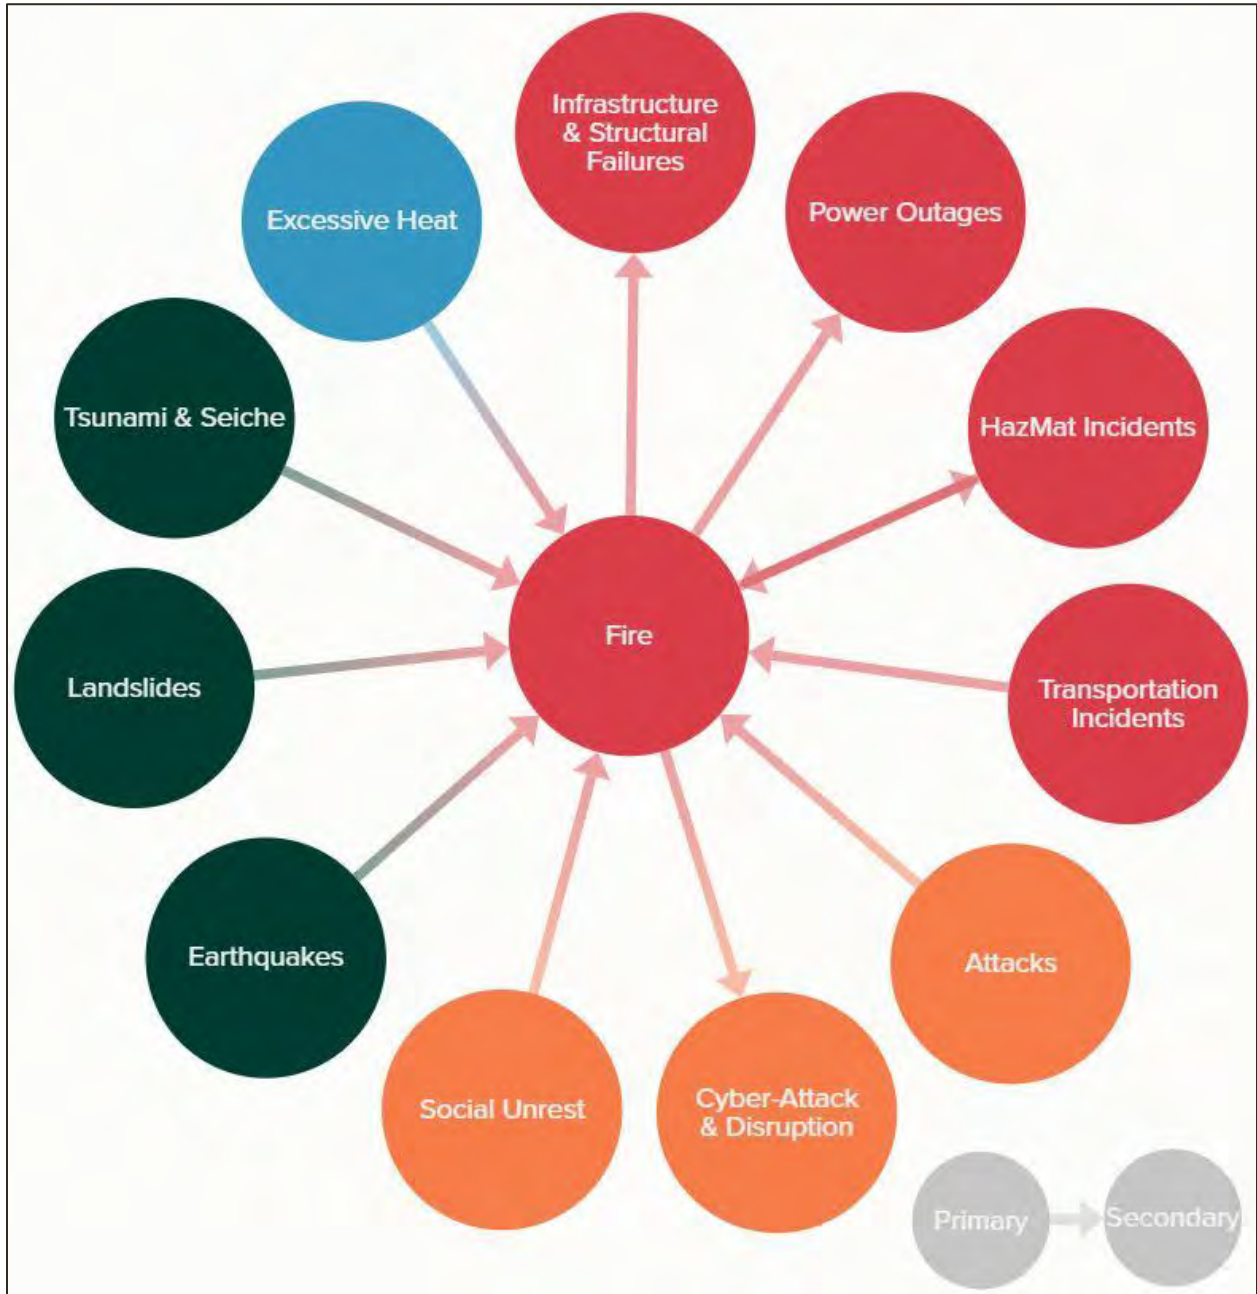 Infrastructure
& Structural
Failures
Power Outages
Excessive Heat
HazMat Incidents
Tsunami & Seiche
Fire
Landslides
Transportation
Incidents
Earthquakes
Attacks
Social Unrest
Cyber-Attack
& Disruption
Primary
Secondary